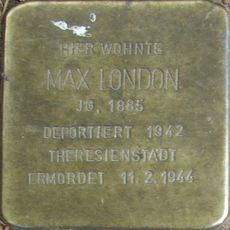 HIER WOHNTE
MAX LONDON
JG. 1885
DEPORTIERT 1942
THERESIENSTADT
ERMORDET 11.2.1944